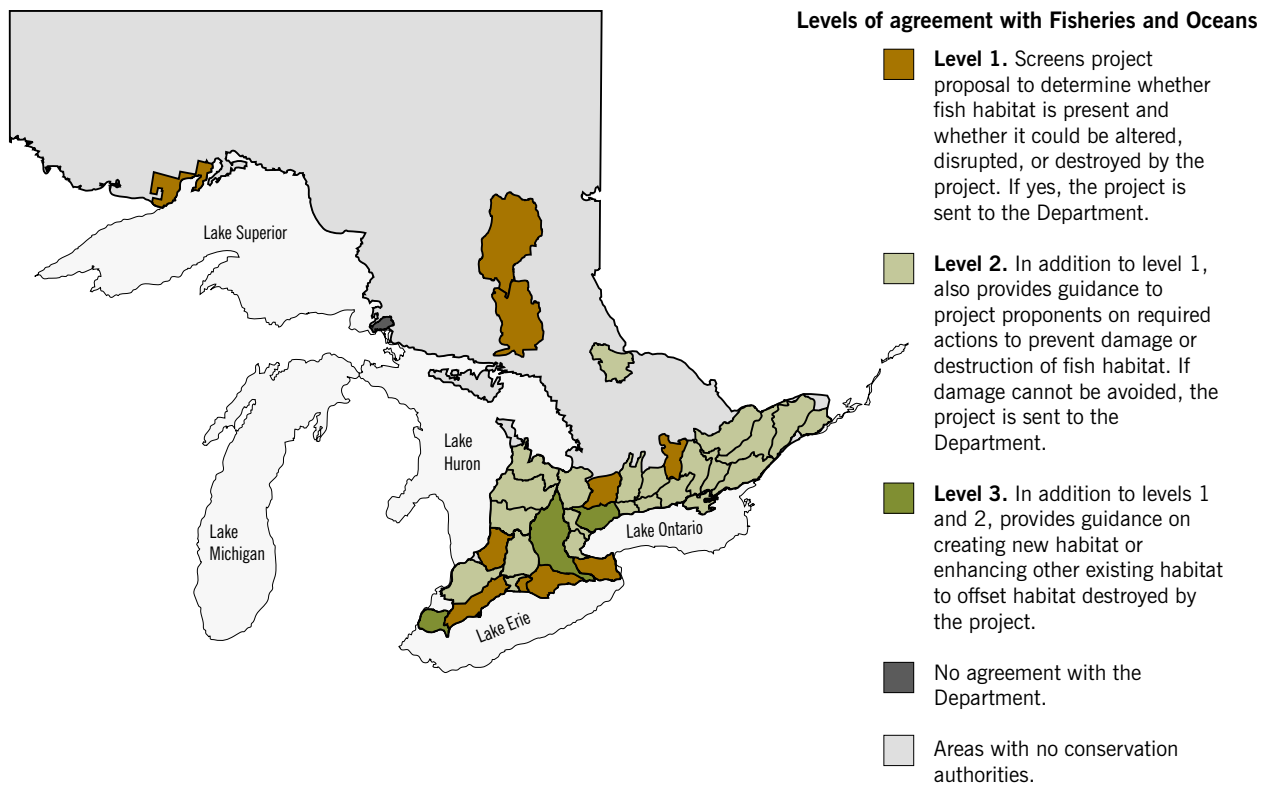 Levels of agreement with Fisheries and Oceans
Level 1. Screens project
proposal to determine whether
fish habitat is present and
whether it could be altered,
disrupted, or destroyed by the
project. If yes, the project is
sent to the Department.
Level 2. In addition to level 1,
also provides guidance to
project proponents on required
actions to prevent damage or
destruction of fish habitat. If
damage cannot be avoided, the
project is sent to the
Department.
Level 3. In addition to levels 1
and 2, provides guidance on
creating new habitat or
enhancing other existing habitat
to offset habitat destroyed by
the project.
No agreement with the
Department.
Areas with no conservation
authorities.
Lake Superior
Lake
Huron
Lake
Michigan
Lake Ontario
Lake Erie